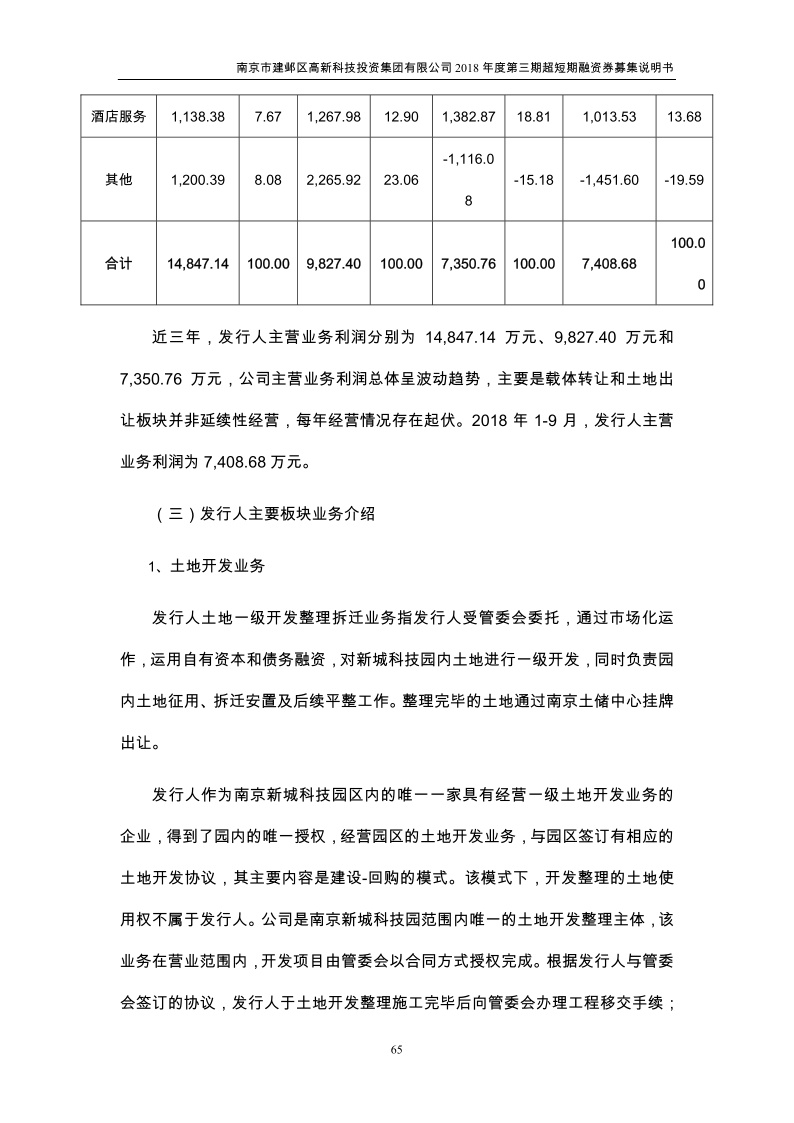 南京市建邺区高新科技投资集团有限公司 2018 年度第三期超短期融资券募集说明书
酒店服务 1,138.38 7.67 1,267.98 12.90 1,382.87 18.81 1,013.53 13.68
其他 1,200.39 8.08 2,265.92 23.06 -1,116.08 -15.18 -1,451.60 -19.59
合计 14,847.14 100.00 9,827.40 100.00 7,350.76 100.00 7,408.68 100.00
近三年，发行人主营业务利润分别为 14,847.14 万元、9,827.40 万元和
7,350.76 万元，公司主营业务利润总体呈波动趋势，主要是载体转让和土地出
让板块并非延续性经营，每年经营情况存在起伏。2018 年 1-9 月，发行人主营
业务利润为 7,408.68 万元。
（三）发行人主要板块业务介绍
1、土地开发业务
发行人土地一级开发整理拆迁业务指发行人受管委会委托，通过市场化运
作，运用自有资本和债务融资，对新城科技园内土地进行一级开发，同时负责园
内土地征用、拆迁安置及后续平整工作。整理完毕的土地通过南京土储中心挂牌
出让。
发行人作为南京新城科技园区内的唯一一家具有经营一级土地开发业务的
企业，得到了园内的唯一授权，经营园区的土地开发业务，与园区签订有相应的
土地开发协议，其主要内容是建设-回购的模式。该模式下，开发整理的土地使
用权不属于发行人。公司是南京新城科技园范围内唯一的土地开发整理主体，该
业务在营业范围内，开发项目由管委会以合同方式授权完成。根据发行人与管委
会签订的协议，发行人于土地开发整理施工完毕后向管委会办理工程移交手续；
65